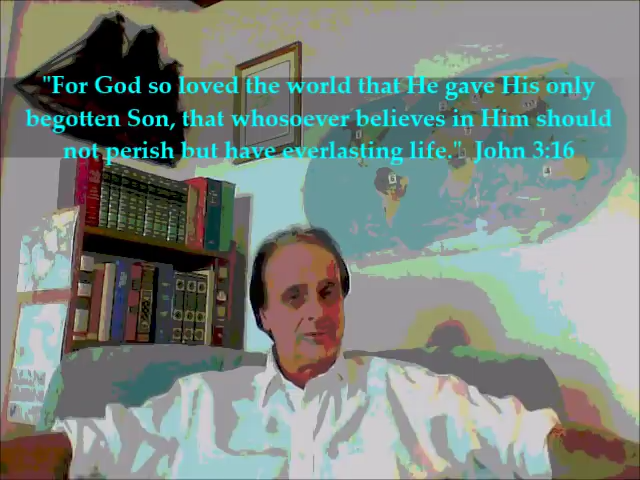 "For God so loved the world that He gave His only
begotten Son, that whosoever believes in Him should
not perish but have everlasting life."  John 3:16